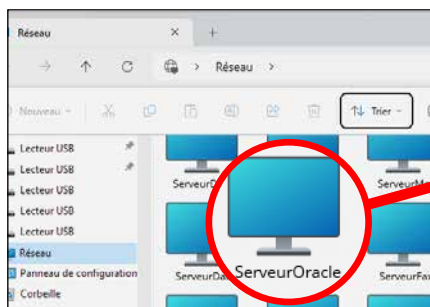 Réseau
Réseau
Nouveau
Trier
Lecteur USB
Lecteur USB
Lecteur USB
Lecteur USB
Lecteur USB
Réseau
Panneau de configuration
Corbeille
ServeurOracle
ServeurFax